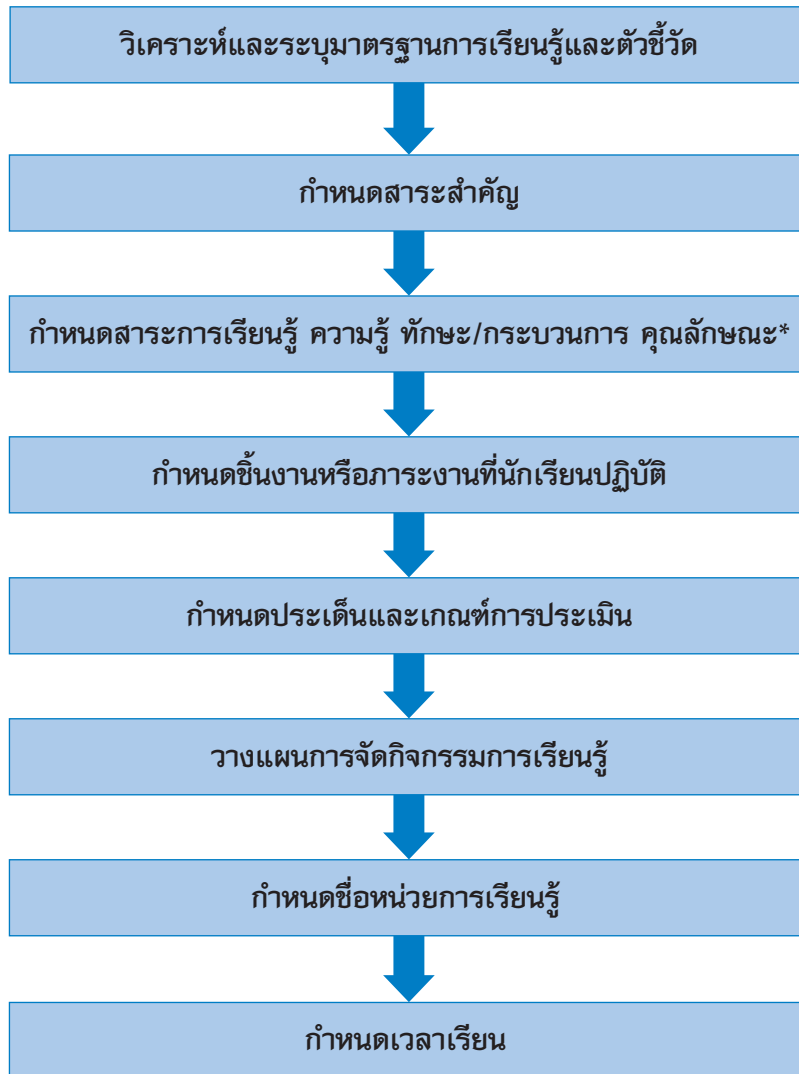 วิเคราะห์และระบุมาตรฐานการเรียนรู้และตัวชี้วัด
กำหนดสาระสำคัญ
กำหนดสาระการเรียนรู้ ความรู้ ทักษะ/กระบวนการ คุณลักษณะ*
กำหนดชิ้นงานหรือภาระงานที่นักเรียนปฏิบัติ
กำหนดประเด็นและเกณฑ์การประเมิน
วางแผนการจัดกิจกรรมการเรียนรู้
กำหนดชื่อหน่วยการเรียนรู้
กำหนดเวลาเรียน